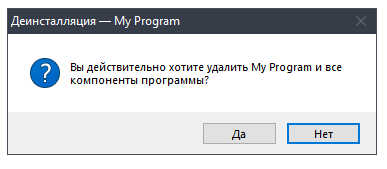 Деинсталляция — My Program
Вы действительно хотите удалить My Program и все
компоненты программы?
Да
Нет